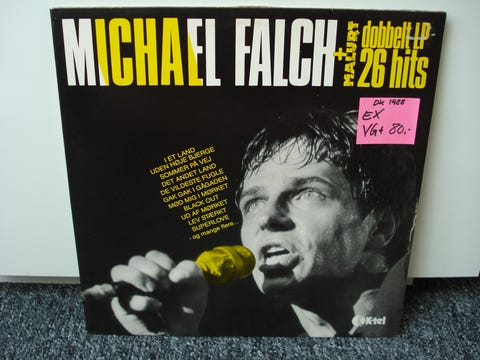 MICHAEL FALCH
+ MALURT
dobbelt LP
26 hits
DK 1988
EX
VG+ 80,-
I ET LAND
UDEN HØJE BJERGE
SOMMER PÅ VEJ
DET ANDET LAND
DE VILDESTE FUGLE
GAK GAK I GÅGADEN
MØD MIG I MØRKET
BLACK OUT
UD AF MØRKET
LEV STÆRKT
SUPERLOVE
- og mange flere...
K-tel